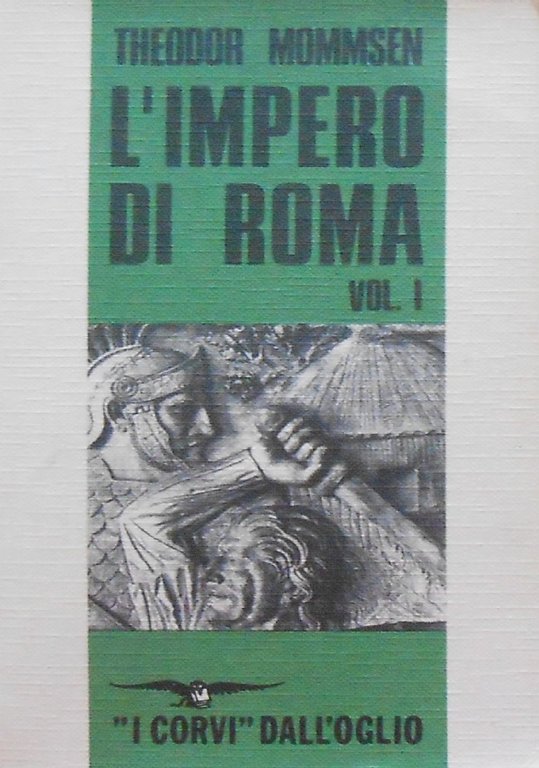 THEODOR MOMMSEN
L'IMPERO
DI ROMA
VOL. I
"I CORVI" DALL'OGLIO